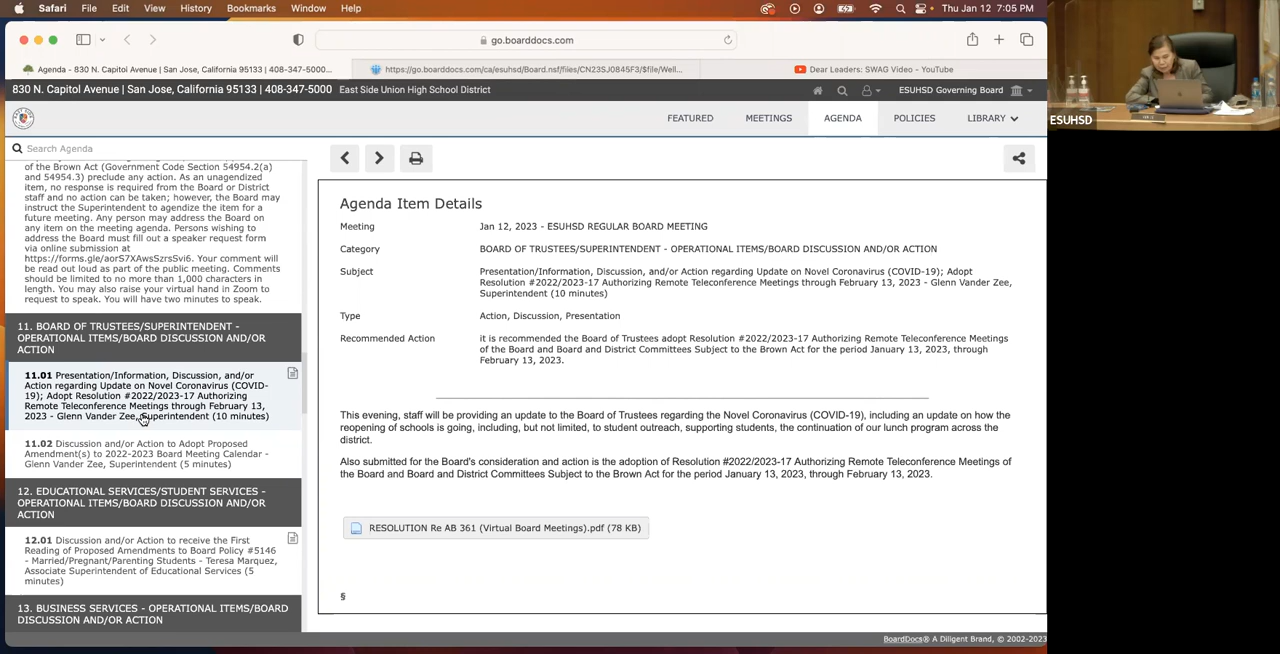 Safari File Edit View History Bookmarks Window Help Thu Jan 12 7:05 PM
go.boarddocs.com
Agenda - 830 N. Capitol Avenue | San Jose, California 95133 | 408-347-5000... https://go.boarddocs.com/ca/esuhsd/Board.nsf/files/CN23SJ0845F3/$file/Well... Dear Leaders: SWAG Video - YouTube
830 N. Capitol Avenue | San Jose, California 95133 | 408-347-5000 East Side Union High School District ESUHSD Governing Board
FEATURED MEETINGS AGENDA POLICIES LIBRARY
Search Agenda
of the Brown Act (Government Code Section 54954.2(a)
and 54954.3) preclude any action. As an unagendized
item, no response is required from the Board or District
staff and no action can be taken; however, the Board may
instruct the Superintendent to agendize the item for a
future meeting. Any person may address the Board on
any item on the meeting agenda. Persons wishing to
address the Board must fill out a speaker request form
via online submission at
https://forms.gle/aorS7XAwsSzrsSvi6. Your comment will
be read out loud as part of the public meeting. Comments
should be limited to no more than 1,000 characters in
length. You may also raise your virtual hand in Zoom to
request to speak. You will have two minutes to speak.
11. BOARD OF TRUSTEES/SUPERINTENDENT -
OPERATIONAL ITEMS/BOARD DISCUSSION AND/OR
ACTION
11.01 Presentation/Information, Discussion, and/or
Action regarding Update on Novel Coronavirus (COVID-
19); Adopt Resolution #2022/2023-17 Authorizing
Remote Teleconference Meetings through February 13,
2023 - Glenn Vander Zee, Superintendent (10 minutes)
11.02 Discussion and/or Action to Adopt Proposed
Amendment(s) to 2022-2023 Board Meeting Calendar -
Glenn Vander Zee, Superintendent (5 minutes)
12. EDUCATIONAL SERVICES/STUDENT SERVICES -
OPERATIONAL ITEMS/BOARD DISCUSSION AND/OR
ACTION
12.01 Discussion and/or Action to receive the First
Reading of Proposed Amendments to Board Policy #5146
- Married/Pregnant/Parenting Students - Teresa Marquez,
Associate Superintendent of Educational Services (5
minutes)
13. BUSINESS SERVICES - OPERATIONAL ITEMS/BOARD
DISCUSSION AND/OR ACTION
Agenda Item Details
Meeting Jan 12, 2023 - ESUHSD REGULAR BOARD MEETING
Category BOARD OF TRUSTEES/SUPERINTENDENT - OPERATIONAL ITEMS/BOARD DISCUSSION AND/OR ACTION
Subject Presentation/Information, Discussion, and/or Action regarding Update on Novel Coronavirus (COVID-19); Adopt
Resolution #2022/2023-17 Authorizing Remote Teleconference Meetings through February 13, 2023 - Glenn Vander Zee,
Superintendent (10 minutes)
Type Action, Discussion, Presentation
Recommended Action it is recommended the Board of Trustees adopt Resolution #2022/2023-17 Authorizing Remote Teleconference Meetings
of the Board and Board and District Committees Subject to the Brown Act for the period January 13, 2023, through
February 13, 2023.
This evening, staff will be providing an update to the Board of Trustees regarding the Novel Coronavirus (COVID-19), including an update on how the
reopening of schools is going, including, but not limited, to student outreach, supporting students, the continuation of our lunch program across the
district.
Also submitted for the Board's consideration and action is the adoption of Resolution #2022/2023-17 Authorizing Remote Teleconference Meetings of
the Board and Board and District Committees Subject to the Brown Act for the period January 13, 2023, through February 13, 2023.
RESOLUTION Re AB 361 (Virtual Board Meetings).pdf (78 KB)
§
BoardDocs® A Diligent Brand, © 2002-2023
ESUHSD